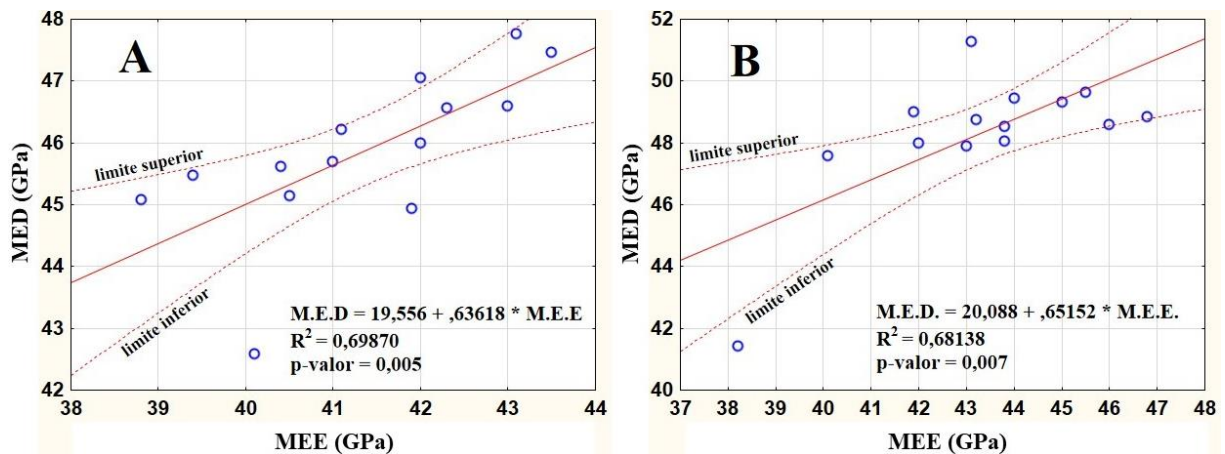 A
48
47
46
45
44
43
42
MED (GPa)
limite superior
limite inferior
M.E.D = 19,556 + ,63618 * M.E.E
R² = 0,69870
p-valor = 0,005
38 39 40 41 42 43 44
MEE (GPa)
B
52
50
48
46
44
42
40
MED (GPa)
limite superior
limite inferior
M.E.D. = 20,088 + ,65152 * M.E.E.
R² = 0,68138
p-valor = 0,007
37 38 39 40 41 42 43 44 45 46 47 48
MEE (GPa)